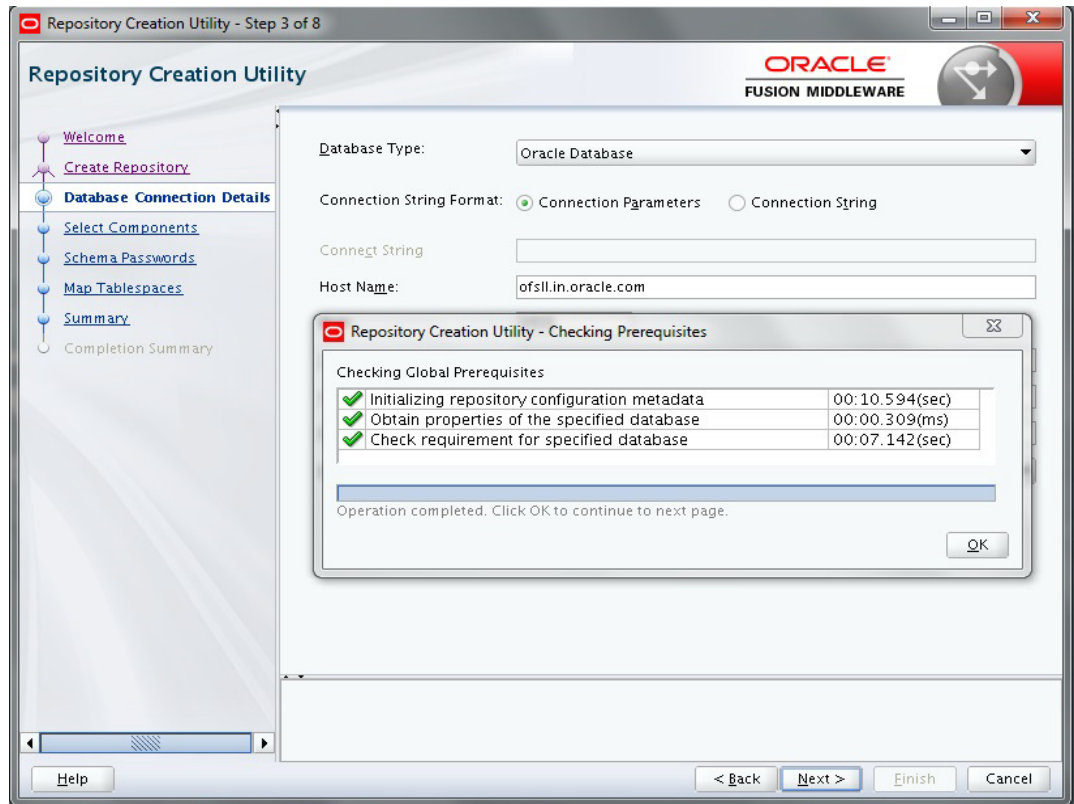 Repository Creation Utility - Step 3 of 8
Repository Creation Utility
ORACLE
FUSION MIDDLEWARE
Welcome
Create Repository
Database Connection Details
Select Components
Schema Passwords
Map Tablespaces
Summary
Completion Summary
Database Type: Oracle Database
Connection String Format: Connection Parameters Connection String
Connect String
Host Name: ofsll.in.oracle.com
Repository Creation Utility - Checking Prerequisites
Checking Global Prerequisites
Initializing repository configuration metadata 00:10.594(sec)
Obtain properties of the specified database 00:00.309(ms)
Check requirement for specified database 00:07.142(sec)
Operation completed. Click OK to continue to next page.
OK
Help < Back Next > Finish Cancel